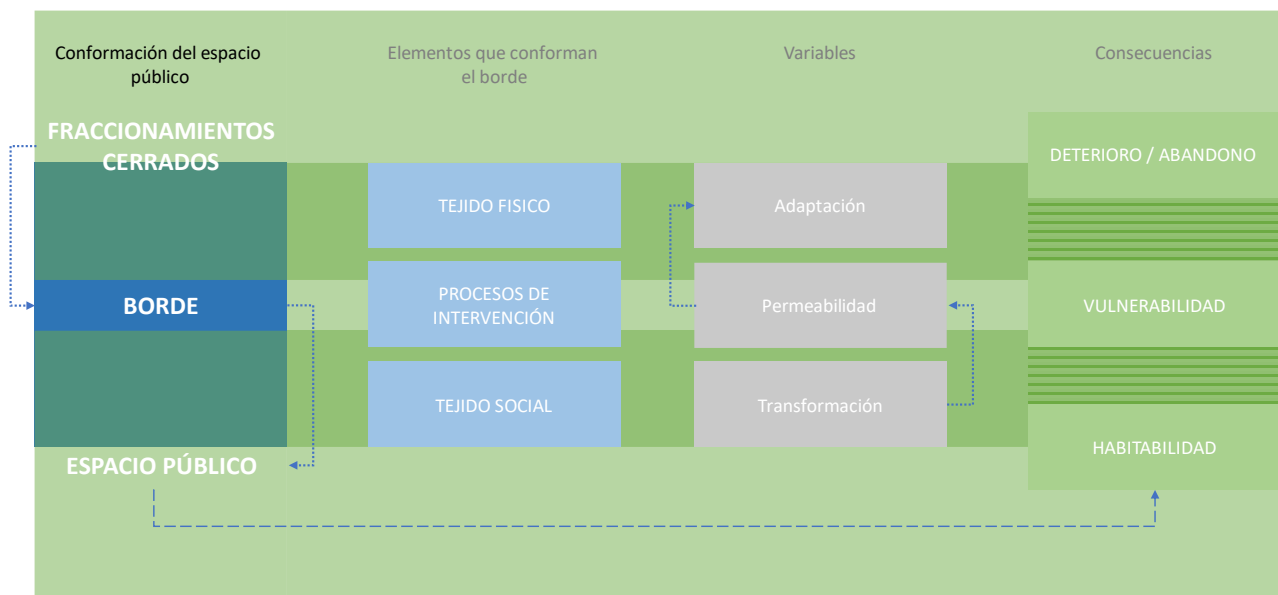 Conformación del espacio
público
Elementos que conforman
el borde
Variables
Consecuencias
FRACCIONAMIENTOS
CERRADOS
BORDE
ESPACIO PÚBLICO
TEJIDO FISICO
PROCESOS DE
INTERVENCIÓN
TEJIDO SOCIAL
Adaptación
Permeabilidad
Transformación
DETERIORO / ABANDONO
VULNERABILIDAD
HABITABILIDAD